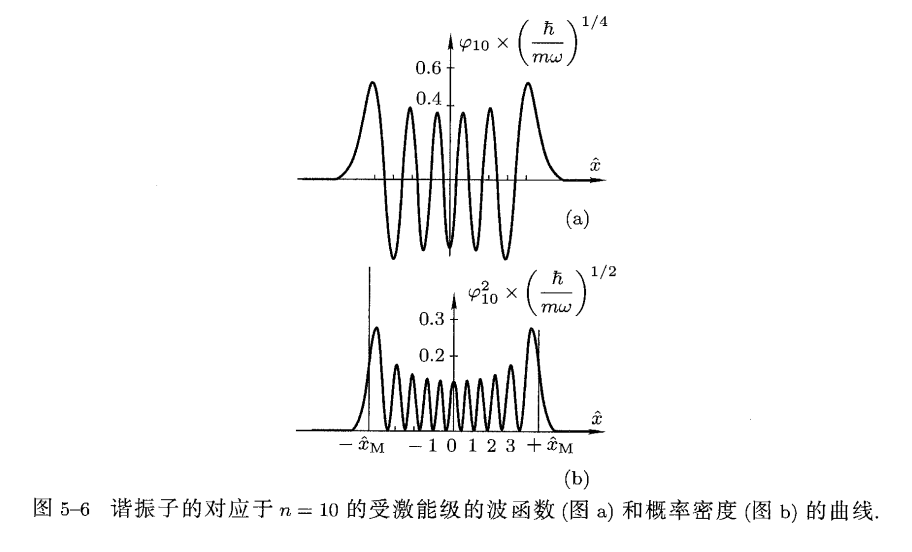 φ₁₀ × (ħ/mω)^1/4
0.6
0.4
x̂
(a)
φ²₁₀ × (ħ/mω)^1/2
0.3
0.2
x̂
− x̂M − 1 0 1 2 3 + x̂M
(b)
图 5–6 谐振子的对应于 n = 10 的受激能级的波函数 (图 a) 和概率密度 (图 b) 的曲线.